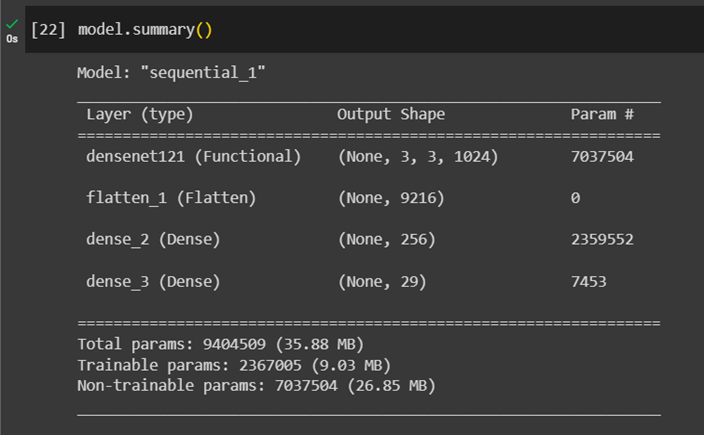 [22] model.summary()
0s
Model: "sequential_1"
Layer (type) Output Shape Param #
densenet121 (Functional) (None, 3, 3, 1024) 7037504
flatten_1 (Flatten) (None, 9216) 0
dense_2 (Dense) (None, 256) 2359552
dense_3 (Dense) (None, 29) 7453
Total params: 9404509 (35.88 MB)
Trainable params: 2367005 (9.03 MB)
Non-trainable params: 7037504 (26.85 MB)